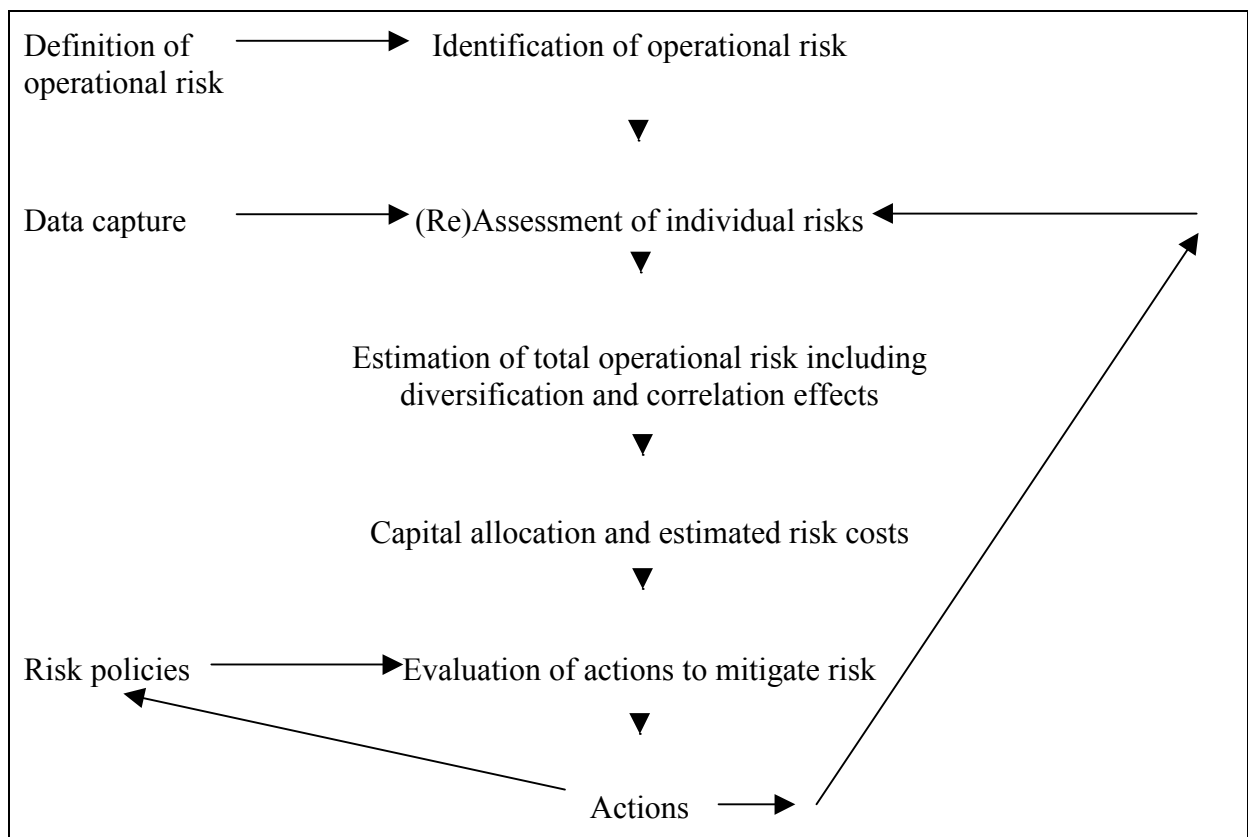 Definition of
operational risk
Identification of operational risk
Data capture
(Re)Assessment of individual risks
Estimation of total operational risk including
diversification and correlation effects
Capital allocation and estimated risk costs
Risk policies
Evaluation of actions to mitigate risk
Actions